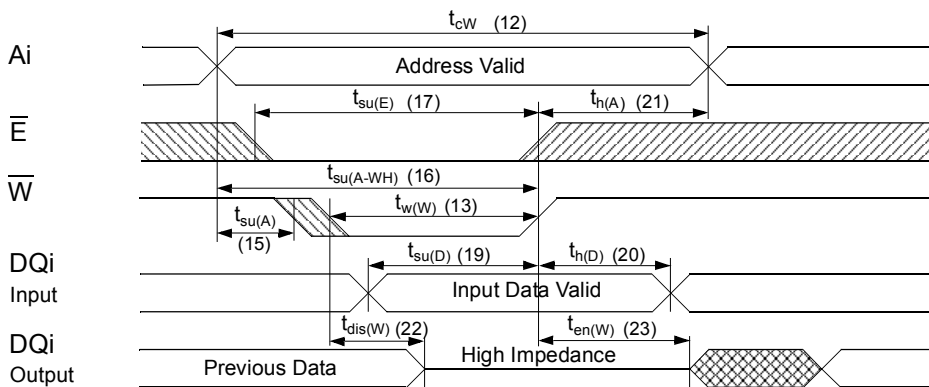 t_cW (12)
Ai
Address Valid
t_su(E) (17)
t_h(A) (21)
E̅
t_su(A-WH) (16)
W̅
t_su(A)
(15)
t_w(W) (13)
DQi
Input
t_su(D) (19)
t_h(D) (20)
Input Data Valid
t_dis(W) (22)
t_en(W) (23)
DQi
Output
Previous Data
High Impedance